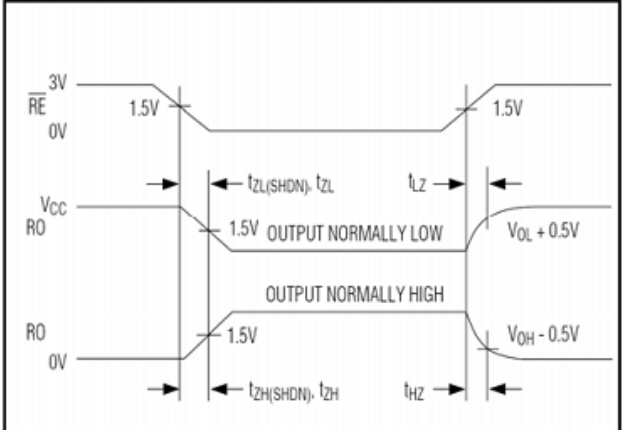 3V
RE
1.5V
1.5V
0V
tZL(SHDN), tZL
tLZ
VCC
RO
1.5V
OUTPUT NORMALLY LOW
VOL + 0.5V
OUTPUT NORMALLY HIGH
RO
1.5V
VOH - 0.5V
0V
tZH(SHDN), tZH
tHZ